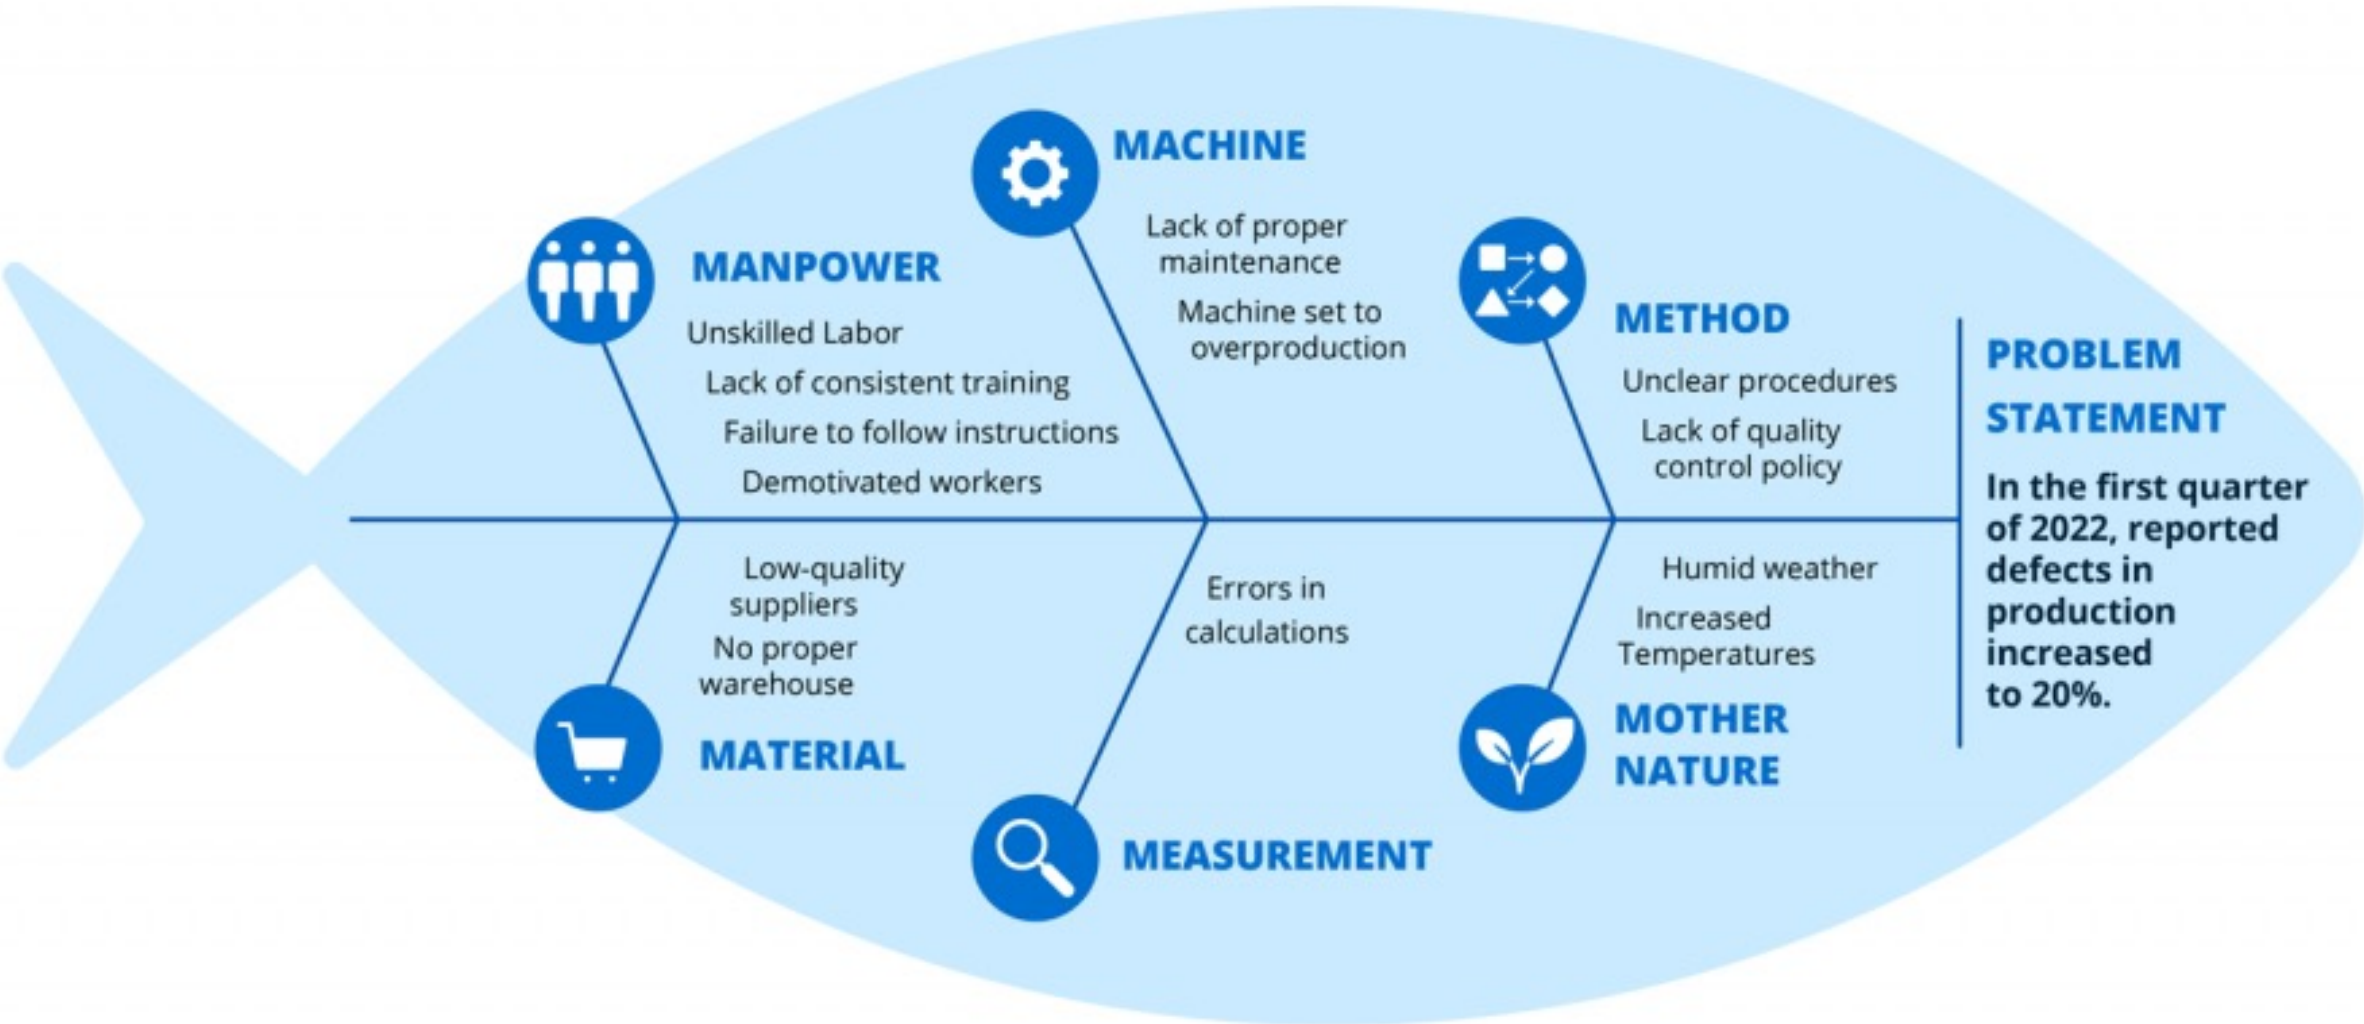 MACHINE
Lack of proper
maintenance
Machine set to
overproduction
MANPOWER
Unskilled Labor
Lack of consistent training
Failure to follow instructions
Demotivated workers
METHOD
Unclear procedures
Lack of quality
control policy
PROBLEM
STATEMENT
In the first quarter
of 2022, reported
defects in
production
increased
to 20%.
Low-quality
suppliers
No proper
warehouse
MATERIAL
Errors in
calculations
MEASUREMENT
Humid weather
Increased
Temperatures
MOTHER
NATURE